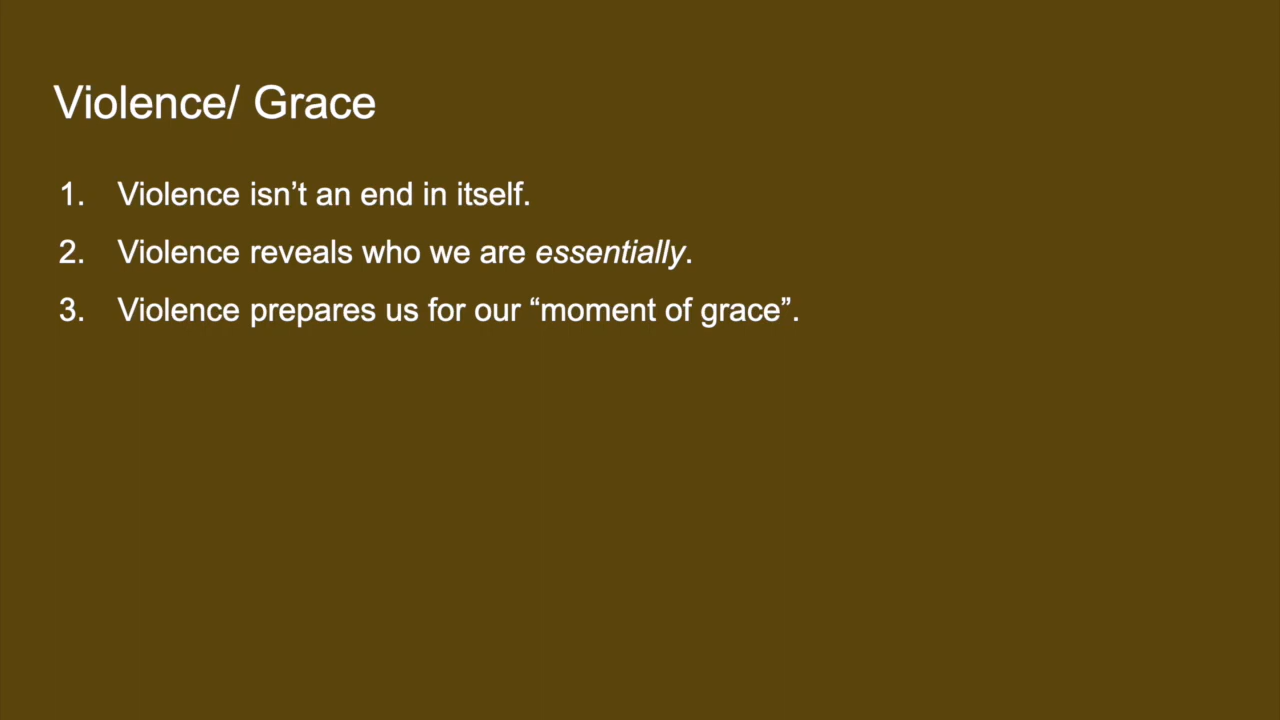 Violence/ Grace
1. Violence isn’t an end in itself.
2. Violence reveals who we are essentially.
3. Violence prepares us for our “moment of grace”.